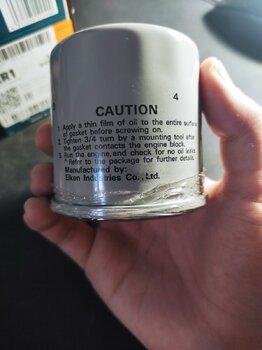 ER1
4
CAUTION
1. Apply a thin film of oil to the entire surface
of gasket before screwing on.
2. Tighten 3/4 turn by a mounting tool after
the gasket contacts the engine block.
3. Run the engine, and check for no oil leaks.
* Refer to the package for further details.
Manufactured by:
Eiken Industries Co., Ltd.